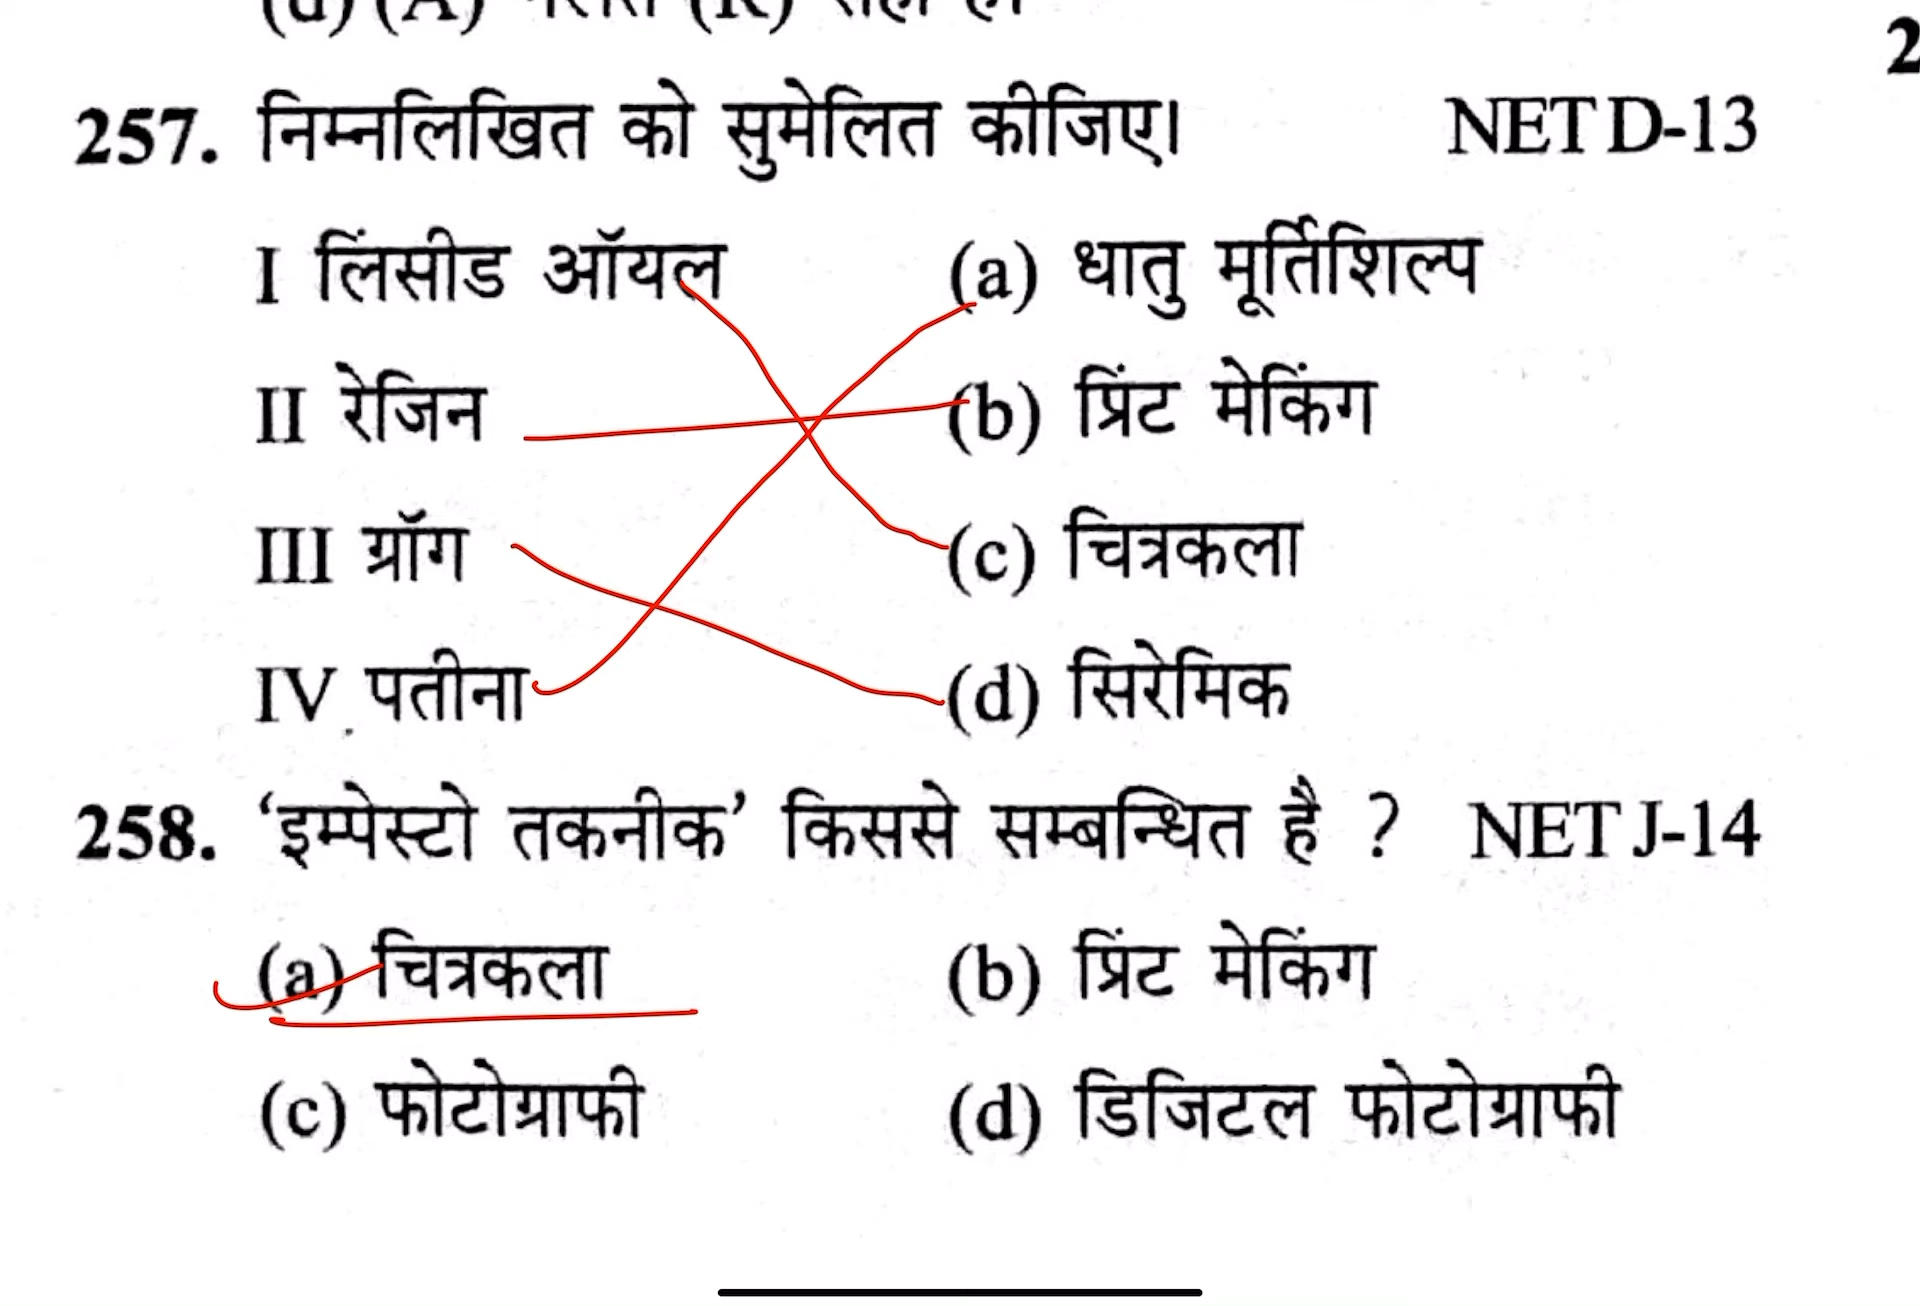 257. निम्नलिखित को सुमेलित कीजिए। NET D-13
I लिंसीड ऑयल (a) धातु मूर्तिशिल्प
II रेजिन (b) प्रिंट मेकिंग
III ग्रॉग (c) चित्रकला
IV पतीना (d) सिरेमिक
258. ‘इम्पेस्टो तकनीक’ किससे सम्बन्धित है ? NET J-14
(a) चित्रकला (b) प्रिंट मेकिंग
(c) फोटोग्राफी (d) डिजिटल फोटोग्राफी